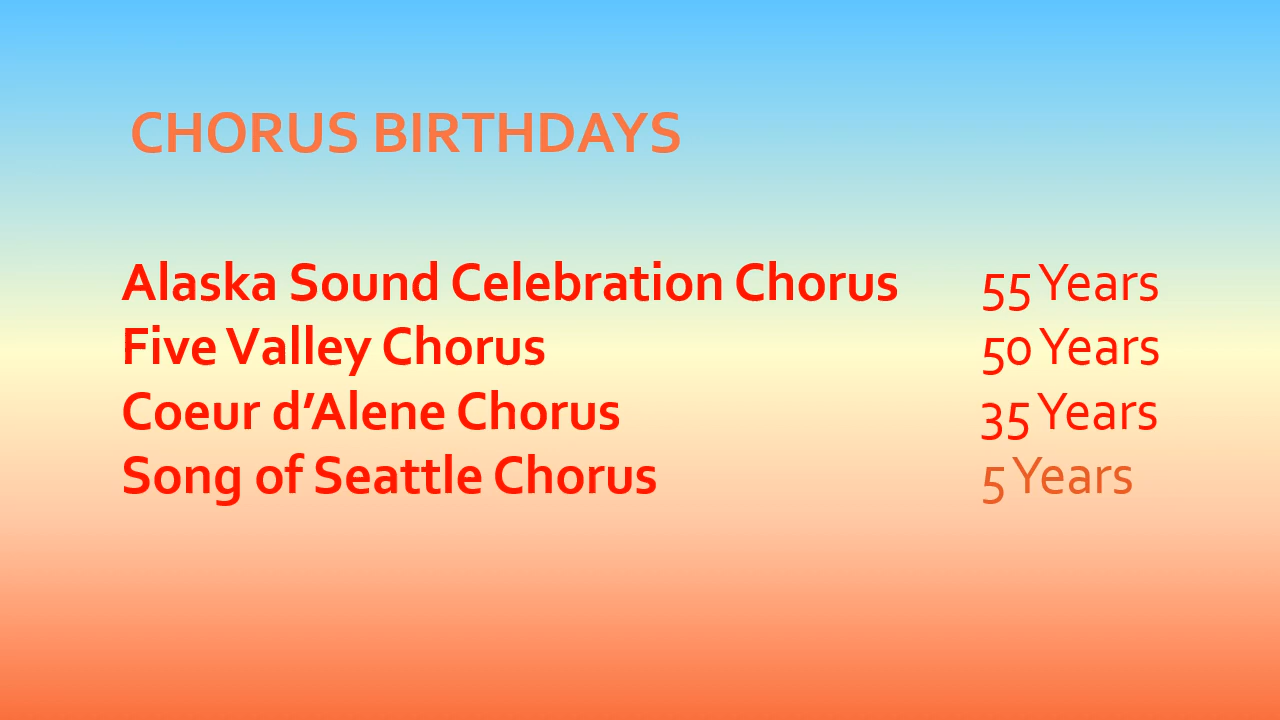 CHORUS BIRTHDAYS
Alaska Sound Celebration Chorus 55 Years
Five Valley Chorus 50 Years
Coeur d’Alene Chorus 35 Years
Song of Seattle Chorus 5 Years